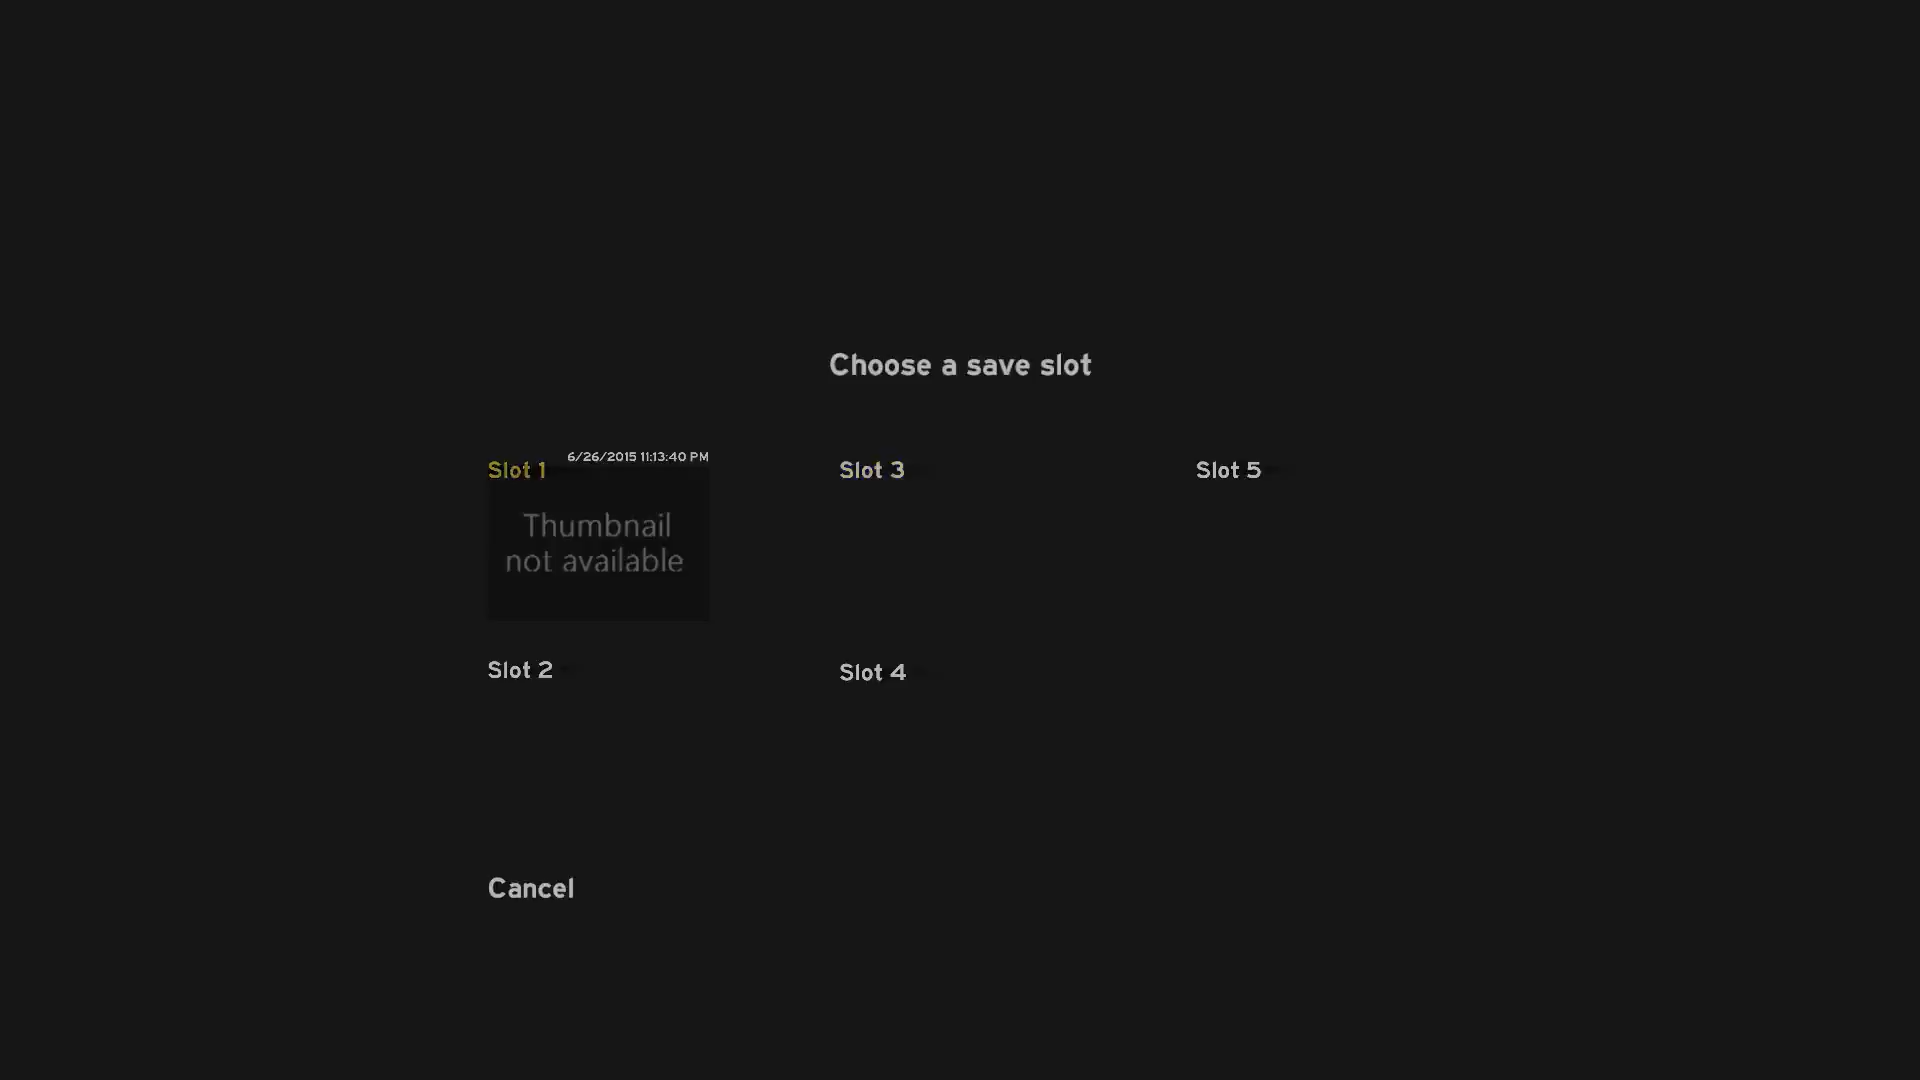 Choose a save slot
Slot 1
6/26/2015 11:13:40 PM
Thumbnail
not available
Slot 3
Slot 5
Slot 2
Slot 4
Cancel